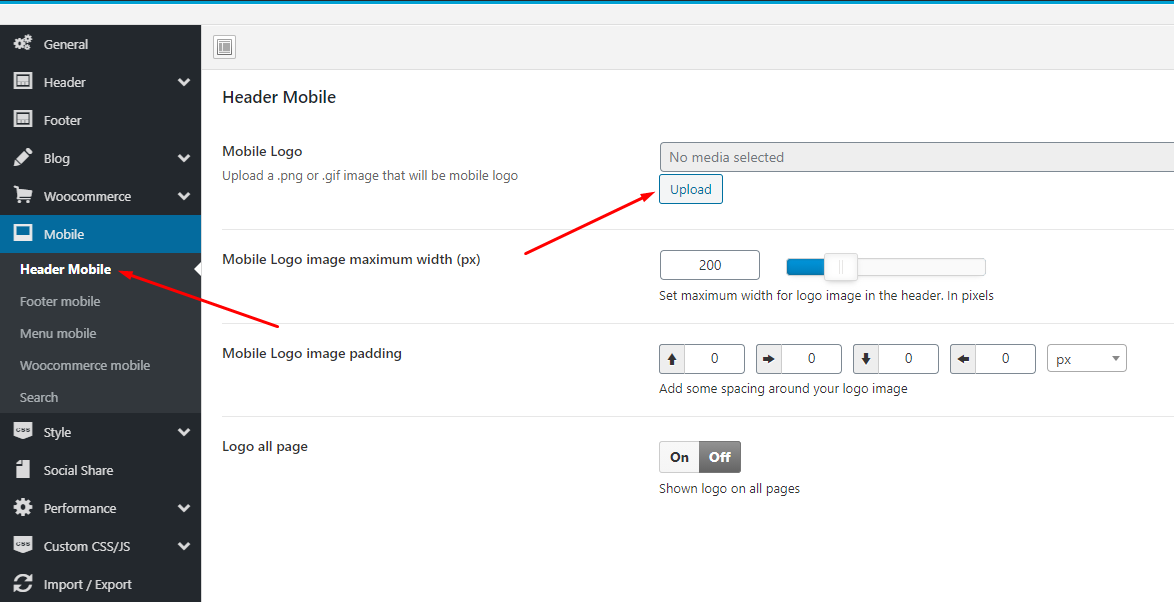 General
Header
Footer
Blog
Woocommerce
Mobile
Header Mobile
Footer mobile
Menu mobile
Woocommerce mobile
Search
CSS
Style
Social Share
Performance
CSS
Custom CSS/JS
Import / Export
Header Mobile
Mobile Logo
Upload a .png or .gif image that will be mobile logo
No media selected
Upload
Mobile Logo image maximum width (px)
200
Set maximum width for logo image in the header. In pixels
Mobile Logo image padding
0 0 0 0 px
Add some spacing around your logo image
Logo all page
On Off
Shown logo on all pages